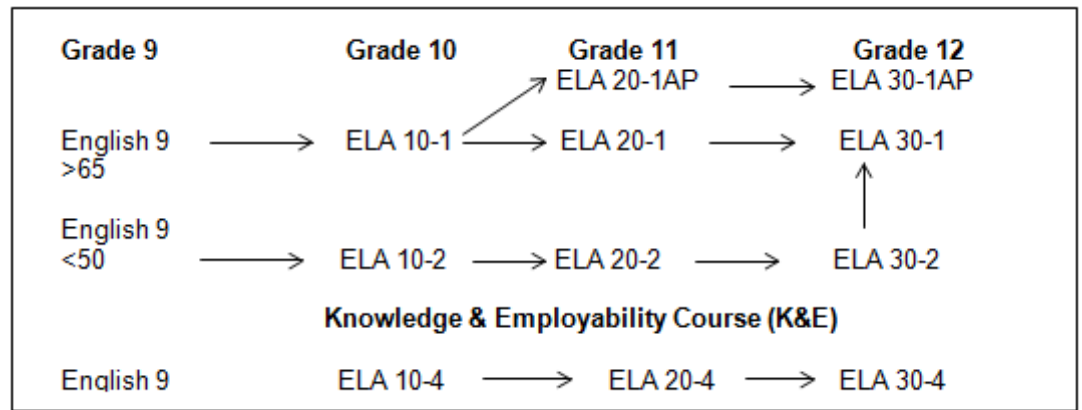 Grade 9 Grade 10 Grade 11 Grade 12
ELA 20-1AP ELA 30-1AP
English 9 ELA 10-1 ELA 20-1 ELA 30-1
>65
English 9
<50 ELA 10-2 ELA 20-2 ELA 30-2
Knowledge & Employability Course (K&E)
English 9 ELA 10-4 ELA 20-4 ELA 30-4